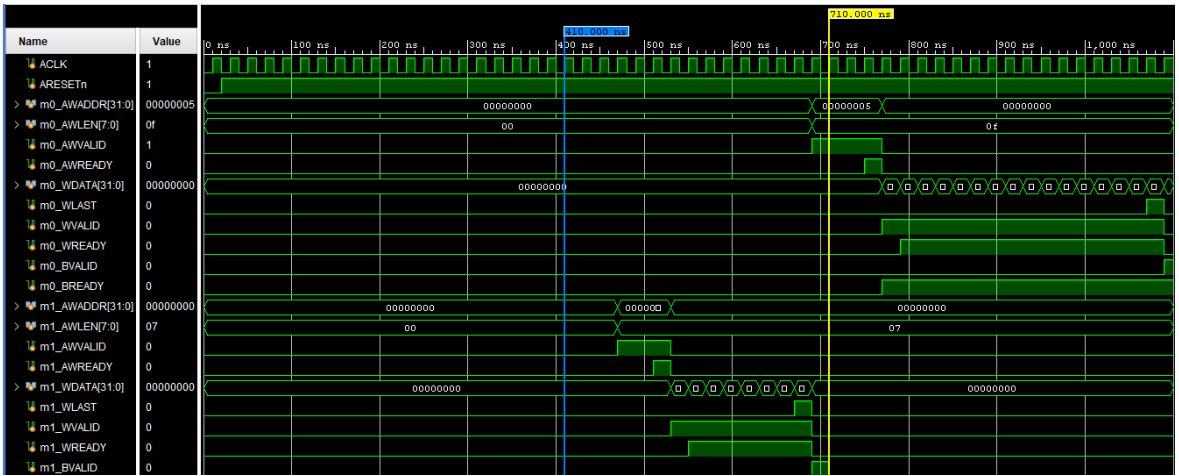 710.000 ns
410.000 ns
Name Value 0 ns 100 ns 200 ns 300 ns 400 ns 500 ns 600 ns 700 ns 800 ns 900 ns 1,000 ns
ACLK 1
ARESETn 1
m0_AWADDR[31:0] 00000005 00000000 00000005 00000000
m0_AWLEN[7:0] 0f 00 0f
m0_AWVALID 1
m0_AWREADY 0
m0_WDATA[31:0] 00000000 00000000
m0_WLAST 0
m0_WVALID 0
m0_WREADY 0
m0_BVALID 0
m0_BREADY 0
m1_AWADDR[31:0] 00000000 00000000 00000 00000000
m1_AWLEN[7:0] 07 00 07
m1_AWVALID 0
m1_AWREADY 0
m1_WDATA[31:0] 00000000 00000000 00000000
m1_WLAST 0
m1_WVALID 0
m1_WREADY 0
m1_BVALID 0